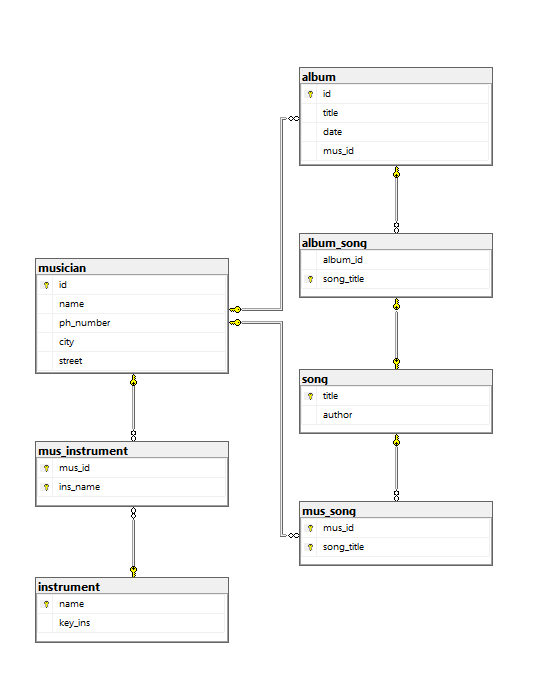 album
id
title
date
mus_id
album_song
album_id
song_title
musician
id
name
ph_number
city
street
song
title
author
mus_instrument
mus_id
ins_name
mus_song
mus_id
song_title
instrument
name
key_ins